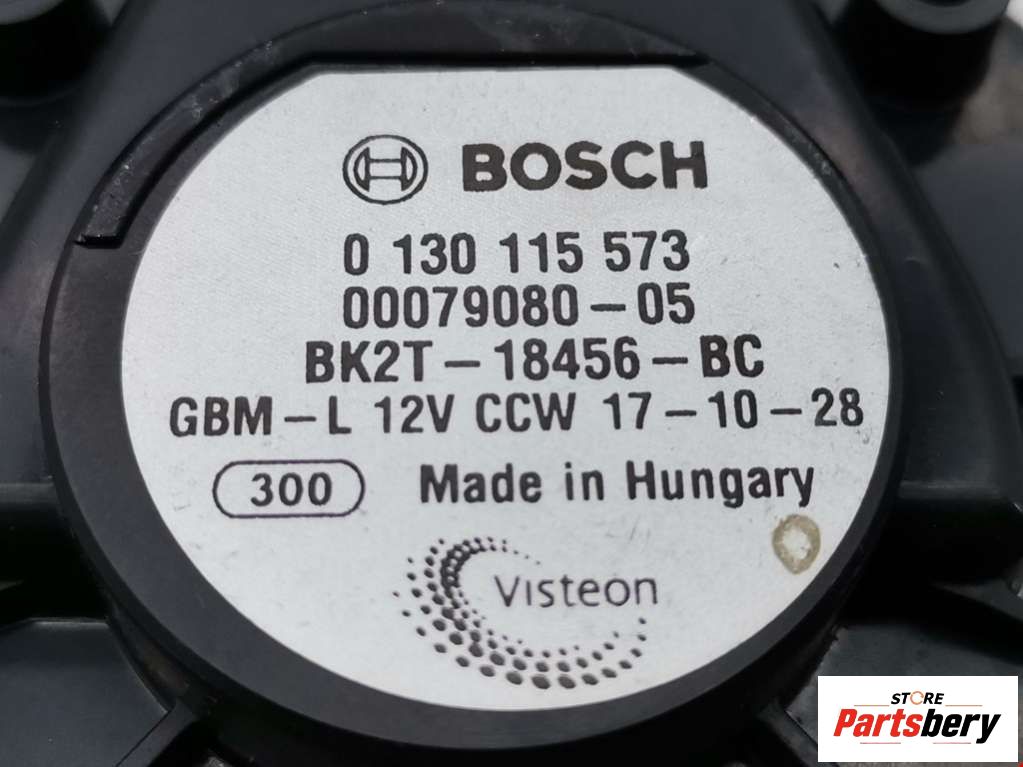 BOSCH
0 130 115 573
00079080-05
BK2T-18456-BC
GBM-L 12V CCW 17-10-28
300 Made in Hungary
Visteon
STORE
Partsbery